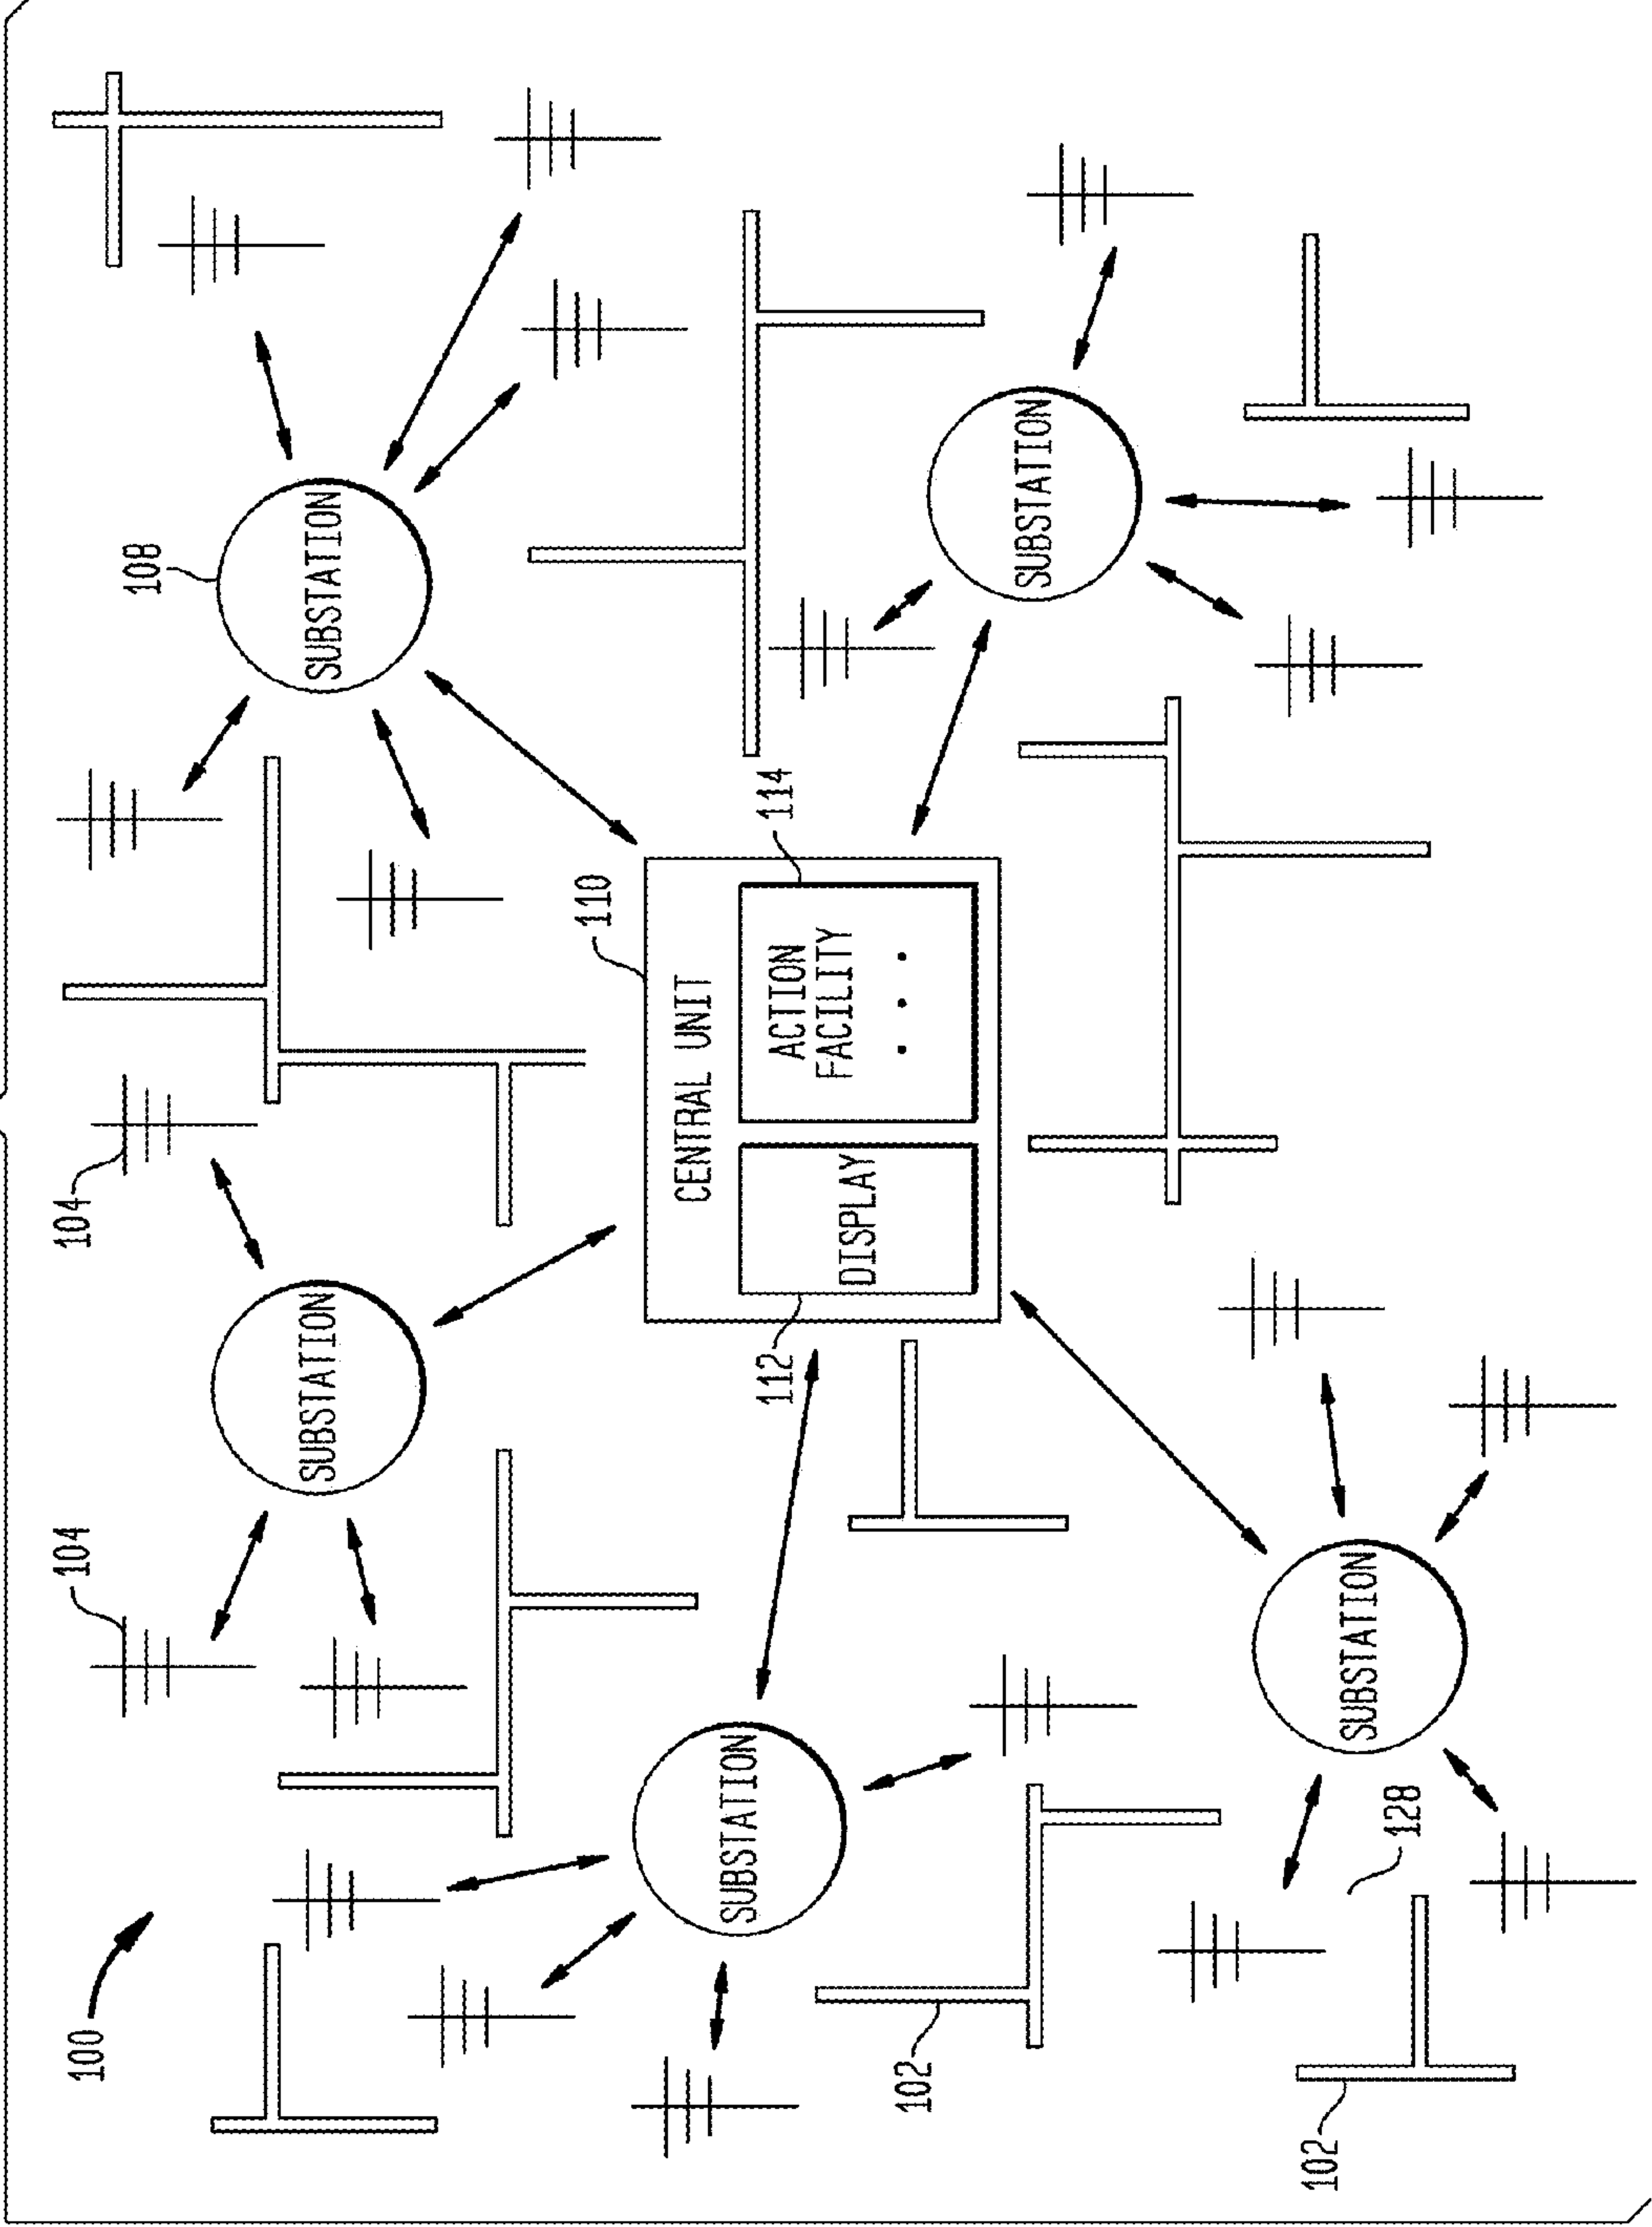 100
104
104
108
SUBSTATION
SUBSTATION
110
CENTRAL UNIT
SUBSTATION
112
DISPLAY
ACTION
FACILITY
. . .
114
102
SUBSTATION
102
128
SUBSTATION